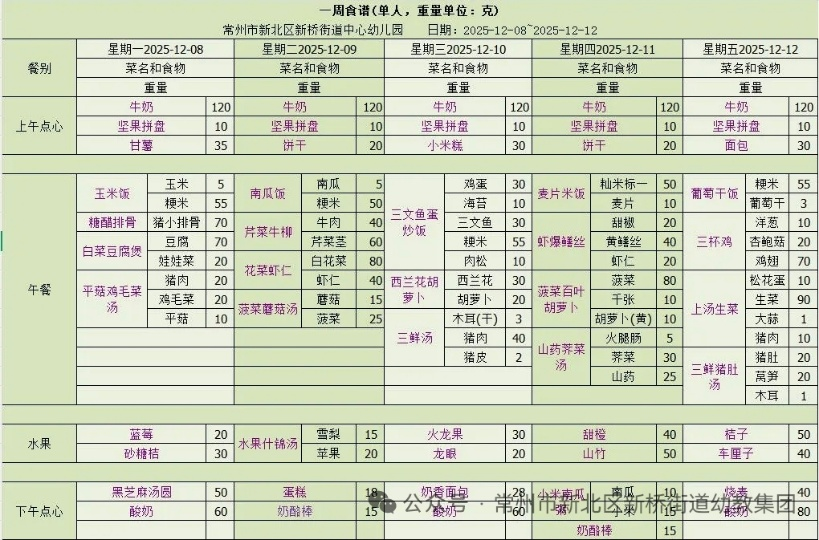 一周食谱(单人，重量单位：克)
常州市新北区新桥街道中心幼儿园 日期：2025-12-08~2025-12-12
餐别 星期一2025-12-08 星期二2025-12-09 星期三2025-12-10 星期四2025-12-11 星期五2025-12-12
菜名和食物 菜名和食物 菜名和食物 菜名和食物 菜名和食物
重量 重量 重量 重量 重量
上午点心
牛奶 120 牛奶 120 牛奶 120 牛奶 120 牛奶 120
坚果拼盘 10 坚果拼盘 10 坚果拼盘 10 坚果拼盘 10 坚果拼盘 10
甘薯 35 饼干 20 小米糕 30 饼干 20 面包 30
午餐
玉米饭 玉米 5
粳米 55
糖醋排骨 猪小排骨 70
白菜豆腐煲 豆腐 70
娃娃菜 20
平菇鸡毛菜汤 猪肉 20
鸡毛菜 20
平菇 10
南瓜饭 南瓜 5
粳米 50
芹菜牛柳 牛肉 40
芹菜茎 60
花菜虾仁 白花菜 80
虾仁 40
菠菜蘑菇汤 蘑菇 15
菠菜 25
三文鱼蛋炒饭 鸡蛋 30
海苔 10
三文鱼 30
粳米 55
肉松 10
西兰花胡萝卜 西兰花 30
胡萝卜 20
三鲜汤 木耳(干) 3
猪肉 40
猪皮 2
麦片米饭 籼米标一 50
麦片 10
虾爆鳝丝 甜椒 20
黄鳝丝 40
虾仁 20
菠菜百叶胡萝卜 菠菜 80
千张 10
胡萝卜(黄) 10
山药荠菜汤 火腿肠 5
荠菜 30
山药 25
葡萄干饭 粳米 55
葡萄干 3
三杯鸡 洋葱 10
杏鲍菇 20
鸡翅 70
上汤生菜 松花蛋 10
生菜 90
大蒜 1
猪肉 10
三鲜猪肚汤 猪肚 20
莴笋 20
木耳 1
水果
蓝莓 20 水果什锦汤 雪梨 15 火龙果 30 甜橙 40 桔子 50
砂糖桔 30 苹果 20 龙眼 20 山竹 50 车厘子 40
下午点心
黑芝麻汤圆 50 蛋糕 18 奶香面包 28 小米南瓜粥 南瓜 10 烧麦 40
酸奶 60 奶酪棒 15 酸奶 60 小米 15 酸奶 80
奶酪棒 15
公众号 · 常州市新北区新桥街道幼教集团